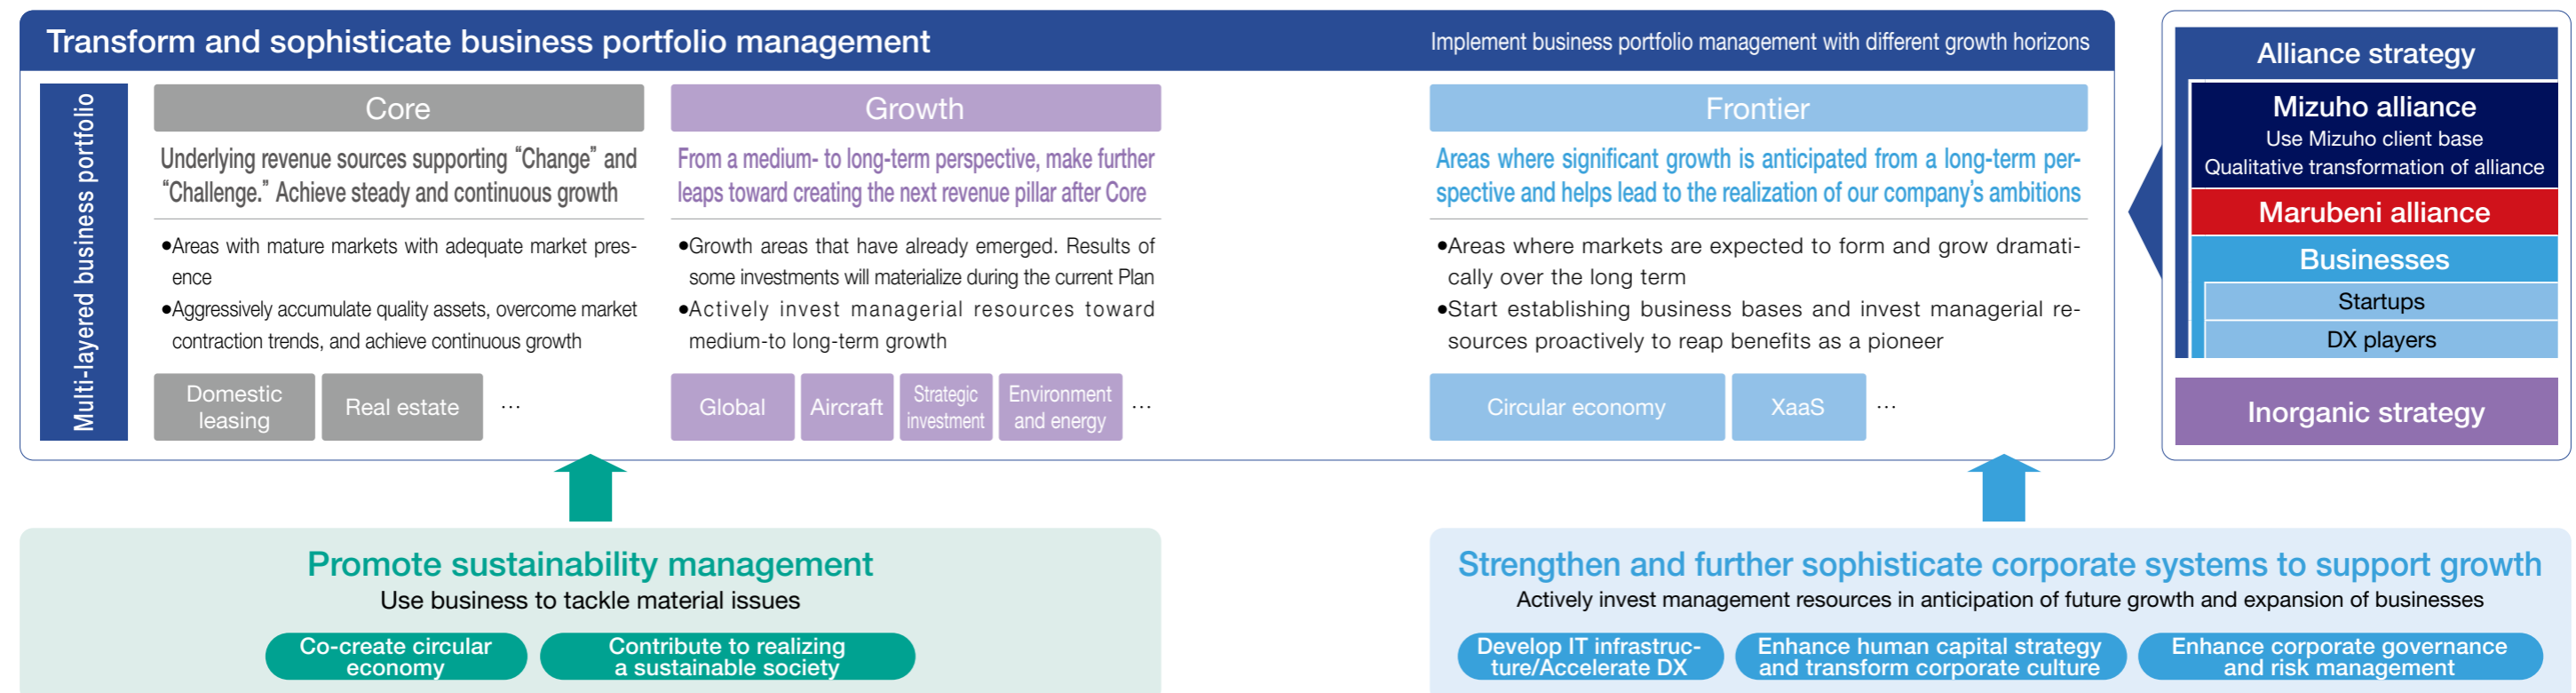 Transform and sophisticate business portfolio management
Implement business portfolio management with different growth horizons
Multi-layered business portfolio
Core
Underlying revenue sources supporting “Change” and
“Challenge.” Achieve steady and continuous growth
●Areas with mature markets with adequate market pres-
ence
●Aggressively accumulate quality assets, overcome market
contraction trends, and achieve continuous growth
Domestic
leasing
Real estate
…
Growth
From a medium- to long-term perspective, make further
leaps toward creating the next revenue pillar after Core
●Growth areas that have already emerged. Results of
some investments will materialize during the current Plan
●Actively invest managerial resources toward
medium-to long-term growth
Global
Aircraft
Strategic
investment
Environment
and energy
…
Frontier
Areas where significant growth is anticipated from a long-term per-
spective and helps lead to the realization of our company’s ambitions
●Areas where markets are expected to form and grow dramati-
cally over the long term
●Start establishing business bases and invest managerial re-
sources proactively to reap benefits as a pioneer
Circular economy
XaaS
…
Alliance strategy
Mizuho alliance
Use Mizuho client base
Qualitative transformation of alliance
Marubeni alliance
Businesses
Startups
DX players
Inorganic strategy
Promote sustainability management
Use business to tackle material issues
Co-create circular
economy
Contribute to realizing
a sustainable society
Strengthen and further sophisticate corporate systems to support growth
Actively invest management resources in anticipation of future growth and expansion of businesses
Develop IT infrastruc-
ture/Accelerate DX
Enhance human capital strategy
and transform corporate culture
Enhance corporate governance
and risk management